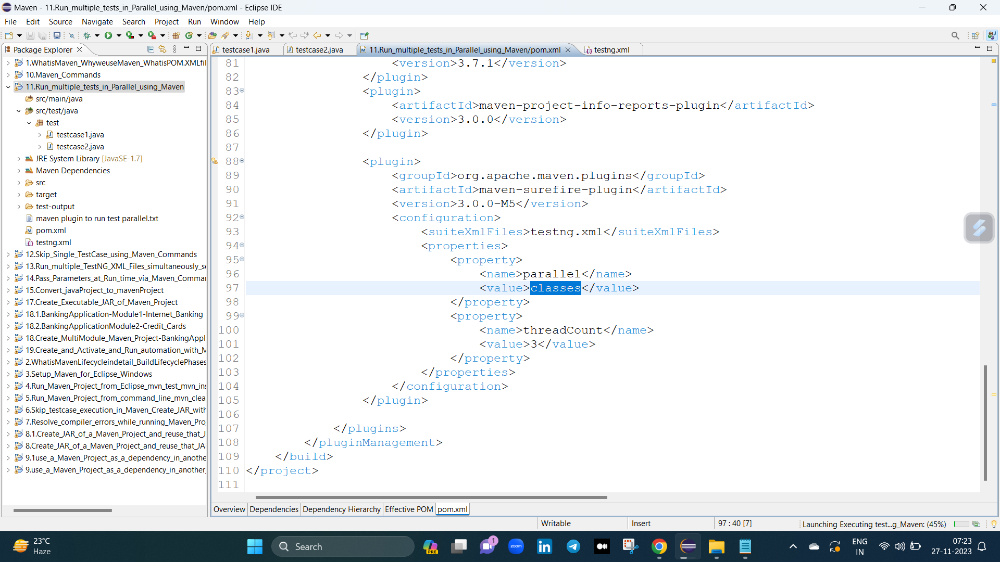 Maven - 11.Run_multiple_tests_in_Parallel_using_Maven/pom.xml - Eclipse IDE
File Edit Source Navigate Search Project Run Window Help
Package Explorer
1.WhatisMaven_WhyweuseMaven_WhatisPOM.XMLfil
10.Maven_Commands
11.Run_multiple_tests_in_Parallel_using_Maven
src/main/java
src/test/java
test
testcase1.java
testcase2.java
JRE System Library [JavaSE-1.7]
Maven Dependencies
src
target
test-output
maven plugin to run test parallel.txt
pom.xml
testng.xml
12.Skip_Single_TestCase_using_Maven_Commands
13.Run_multiple_TestNG_XML_Files_simultaneously_se
14.Pass_Parameters_at_Run_time_via_Maven_Commar
15.Convert_javaProject_to_mavenProject
17.Create_Executable_JAR_of_Maven_Project
18.1.BankingApplication-Module1-Internet_Banking
18.2.BankingApplicationModule2-Credit_Cards
18.Create_MultiModule_Maven_Project-BankingAppl
19.Create_and_Activate_and_Run_automation_with_M
2.WhatisMavenLifecycleindetail_BuildLifecyclePhases
3.Setup_Maven_for_Eclipse_Windows
4.Run_Maven_Project_from_Eclipse_mvn_test_mvn_ins
5.Run_Maven_Project_from_command_line_mvn_clea
6.Skip_testcase_execution_in_Maven_Create_JAR_with
7.Resolve_compiler_errors_while_running_Maven_Proj
8.1.Create_JAR_of_a_Maven_Project_and_reuse_that_J
8.Create_JAR_of_a_Maven_Project_and_reuse_that_JAI
9.1use_a_Maven_Project_as_a_dependency_in_anothe
9.use_a_Maven_Project_as_a_dependency_in_another_
testcase1.java testcase2.java 11.Run_multiple_tests_in_Parallel_using_Maven/pom.xml testng.xml
81 <version>3.7.1</version>
82 </plugin>
83 <plugin>
84 <artifactId>maven-project-info-reports-plugin</artifactId>
85 <version>3.0.0</version>
86 </plugin>
87
88 <plugin>
89 <groupId>org.apache.maven.plugins</groupId>
90 <artifactId>maven-surefire-plugin</artifactId>
91 <version>3.0.0-M5</version>
92 <configuration>
93 <suiteXmlFiles>testng.xml</suiteXmlFiles>
94 <properties>
95 <property>
96 <name>parallel</name>
97 <value>classes</value>
98 </property>
99 <property>
100 <name>threadCount</name>
101 <value>3</value>
102 </property>
103 </properties>
104 </configuration>
105 </plugin>
106
107 </plugins>
108 </pluginManagement>
109 </build>
110 </project>
111
Overview Dependencies Dependency Hierarchy Effective POM pom.xml
Writable Insert 97 : 40 [7] Launching Executing test...g_Maven: (45%)
23°C
Haze
Search
PRE
1
zoom
ENG
IN
07:23
27-11-2023